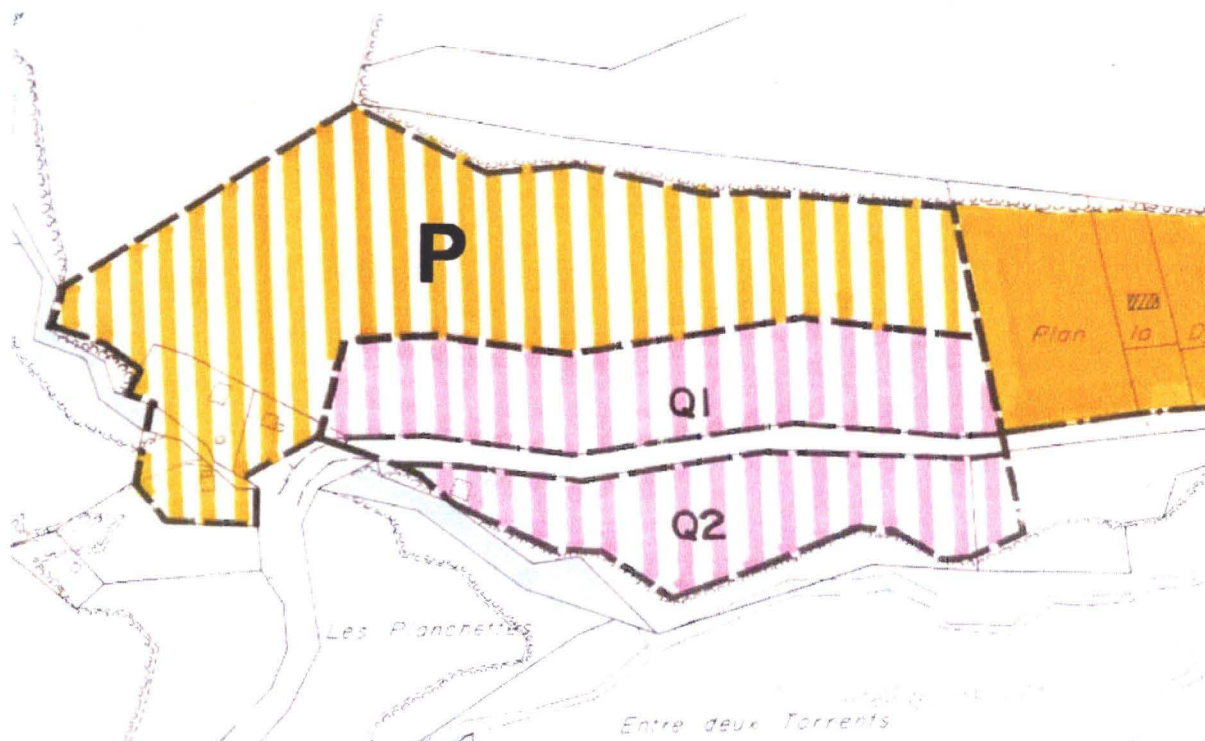 P
Plan la D
Q1
Q2
Les Planchettes
Entre deux Torrents